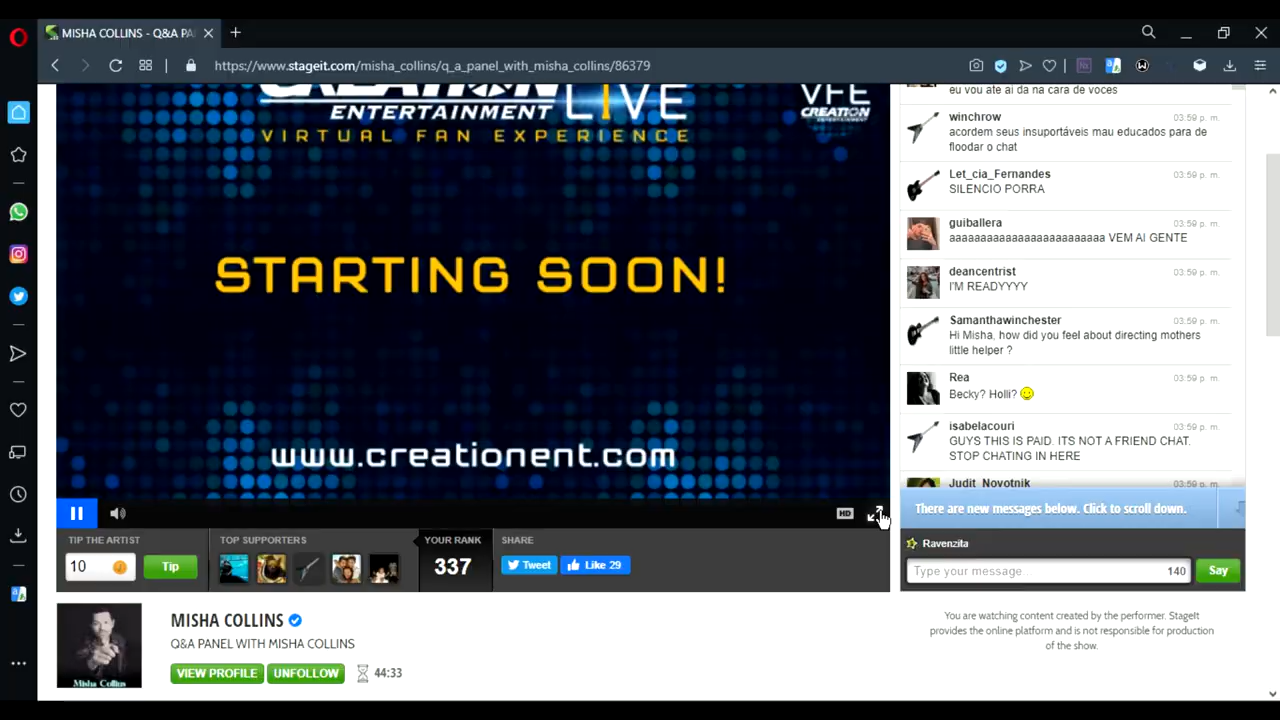 MISHA COLLINS - Q&A PA
https://www.stageit.com/misha_collins/q_a_panel_with_misha_collins/86379
CREATION
ENTERTAINMENT LIVE
VIRTUAL FAN EXPERIENCE
VFE
CREATION
STARTING SOON!
www.creationent.com
HD
TIP THE ARTIST
10
Tip
TOP SUPPORTERS
YOUR RANK
337
SHARE
Tweet
Like 29
MISHA COLLINS
Q&A PANEL WITH MISHA COLLINS
VIEW PROFILE
UNFOLLOW
44:33
Misha Collins
eu vou ate ai da na cara de voces
winchrow 03:59 p. m.
acordem seus insuportáveis mau educados para de
floodar o chat
Let_cia_Fernandes 03:59 p. m.
SILENCIO PORRA
guiballera 03:59 p. m.
aaaaaaaaaaaaaaaaaaaaaaaaaa VEM AI GENTE
deancentrist 03:59 p. m.
I'M READYYYY
Samanthawinchester 03:59 p. m.
Hi Misha, how did you feel about directing mothers
little helper ?
Rea 03:59 p. m.
Becky? Holli?
isabelacouri 03:59 p. m.
GUYS THIS IS PAID. ITS NOT A FRIEND CHAT.
STOP CHATING IN HERE
Judit_Novotnik 03:59 p. m.
There are new messages below. Click to scroll down.
Ravenzita
Type your message... 140
Say
You are watching content created by the performer. StageIt
provides the online platform and is not responsible for production
of the show.